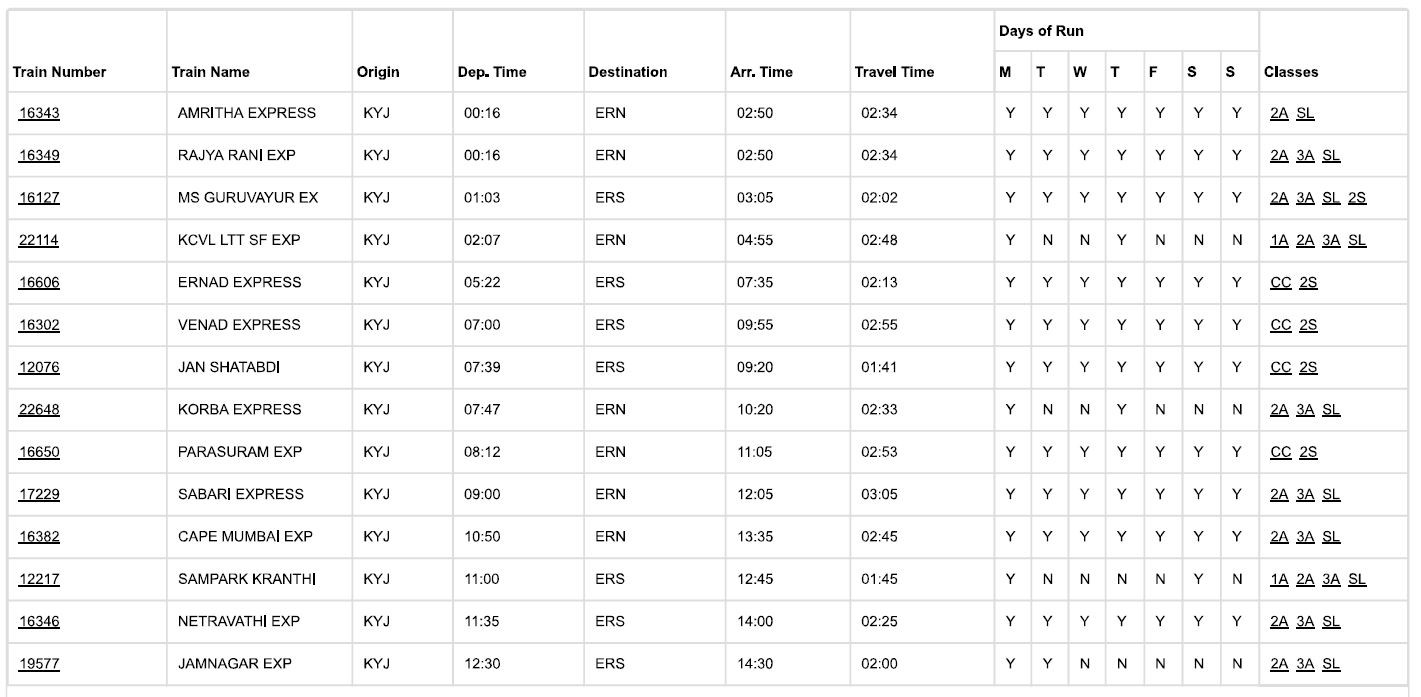 Days of Run
Train Number Train Name Origin Dep. Time Destination Arr. Time Travel Time M T W T F S S Classes
16343 AMRITHA EXPRESS KYJ 00:16 ERN 02:50 02:34 Y Y Y Y Y Y Y 2A SL
16349 RAJYA RANI EXP KYJ 00:16 ERN 02:50 02:34 Y Y Y Y Y Y Y 2A 3A SL
16127 MS GURUVAYUR EX KYJ 01:03 ERS 03:05 02:02 Y Y Y Y Y Y Y 2A 3A SL 2S
22114 KCVL LTT SF EXP KYJ 02:07 ERN 04:55 02:48 Y N N Y N N N 1A 2A 3A SL
16606 ERNAD EXPRESS KYJ 05:22 ERS 07:35 02:13 Y Y Y Y Y Y Y CC 2S
16302 VENAD EXPRESS KYJ 07:00 ERS 09:55 02:55 Y Y Y Y Y Y Y CC 2S
12076 JAN SHATABDI KYJ 07:39 ERS 09:20 01:41 Y Y Y Y Y Y Y CC 2S
22648 KORBA EXPRESS KYJ 07:47 ERN 10:20 02:33 Y N N Y N N N 2A 3A SL
16650 PARASURAM EXP KYJ 08:12 ERN 11:05 02:53 Y Y Y Y Y Y Y CC 2S
17229 SABARI EXPRESS KYJ 09:00 ERN 12:05 03:05 Y Y Y Y Y Y Y 2A 3A SL
16382 CAPE MUMBAI EXP KYJ 10:50 ERN 13:35 02:45 Y Y Y Y Y Y Y 2A 3A SL
12217 SAMPARK KRANTHI KYJ 11:00 ERS 12:45 01:45 Y N N N N Y N 1A 2A 3A SL
16346 NETRAVATHI EXP KYJ 11:35 ERS 14:00 02:25 Y Y Y Y Y Y Y 2A 3A SL
19577 JAMNAGAR EXP KYJ 12:30 ERS 14:30 02:00 Y Y N N N N N 2A 3A SL